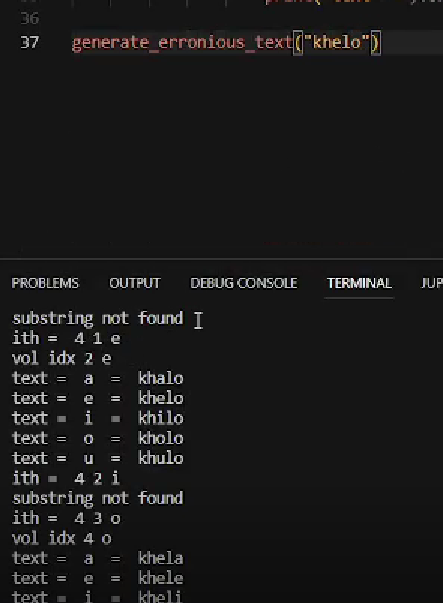 36
37 generate_erronious_text("khelo")
PROBLEMS OUTPUT DEBUG CONSOLE TERMINAL JUP
substring not found
ith = 4 1 e
vol idx 2 e
text = a = khalo
text = e = khelo
text = i = khilo
text = o = kholo
text = u = khulo
ith = 4 2 i
substring not found
ith = 4 3 o
vol idx 4 o
text = a = khela
text = e = khele
text = i = kheli